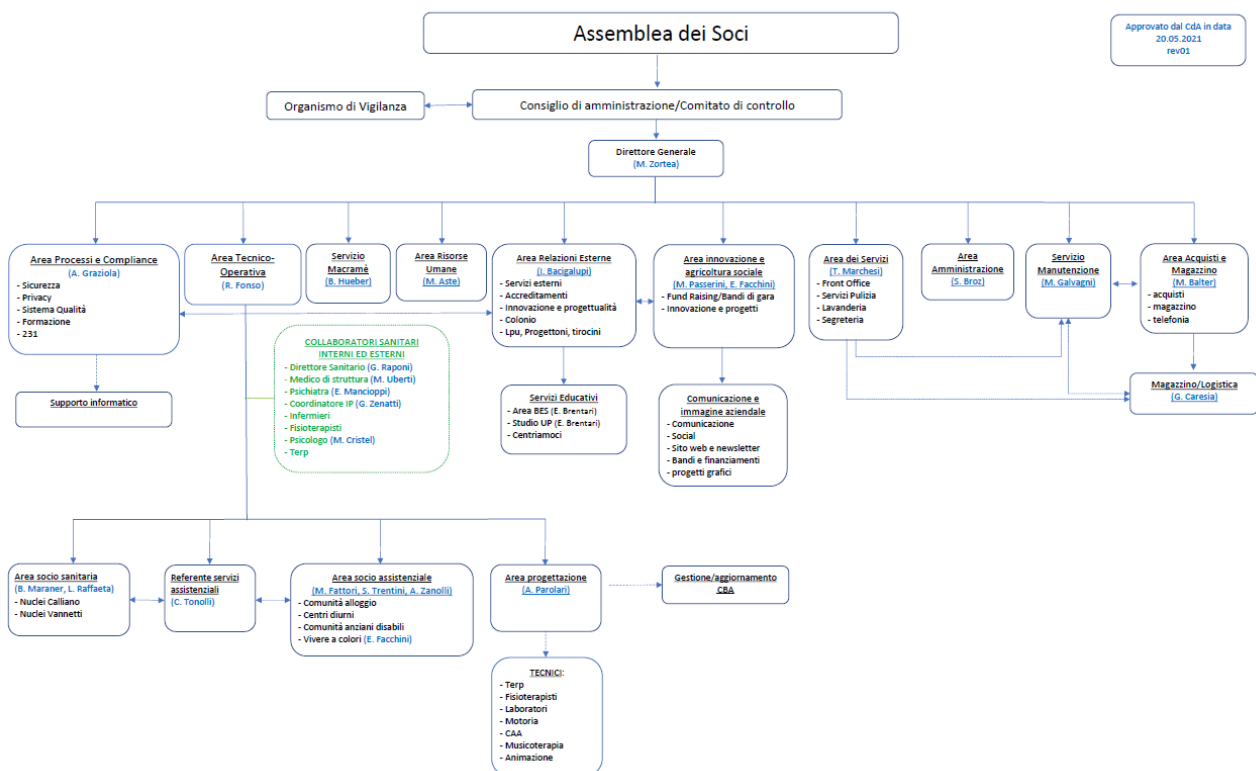 Assemblea dei Soci
Approvato dal CdA in data
20.05.2021
rev01
Organismo di Vigilanza
Consiglio di amministrazione/Comitato di controllo
Direttore Generale
(M. Zortea)
Area Processi e Compliance
(A. Graziola)
- Sicurezza
- Privacy
- Sistema Qualità
- Formazione
- 231
Area Tecnico-
Operativa
(R. Fonso)
Servizio
Macramè
(B. Hueber)
Area Risorse
Umane
(M. Aste)
Area Relazioni Esterne
(I. Bacigalupi)
- Servizi esterni
- Accreditamenti
- Innovazione e progettualità
- Colonio
- Lpu, Progettoni, tirocini
Area innovazione e
agricoltura sociale
(M. Passerini, E. Facchini)
- Fund Raising/Bandi di gara
- Innovazione e progetti
Area dei Servizi
(T. Marchesi)
- Front Office
- Servizi Pulizia
- Lavanderia
- Segreteria
Area
Amministrazione
(S. Broz)
Servizio
Manutenzione
(M. Galvagni)
Area Acquisti e
Magazzino
(M. Balter)
- acquisti
- magazzino
- telefonia
Supporto informatico
COLLABORATORI SANITARI
INTERNI ED ESTERNI
- Direttore Sanitario (G. Raponi)
- Medico di struttura (M. Uberti)
- Psichiatra (E. Mancioppi)
- Coordinatore IP (G. Zenatti)
- Infermieri
- Fisioterapisti
- Psicologo (M. Cristel)
- Terp
Servizi Educativi
- Area BES (E. Brentari)
- Studio UP (E. Brentari)
- Centriamoci
Comunicazione e
immagine aziendale
- Comunicazione
- Social
- Sito web e newsletter
- Bandi e finanziamenti
- progetti grafici
Magazzino/Logistica
(G. Caresia)
Area socio sanitaria
(B. Maraner, L. Raffaeta)
- Nuclei Calliano
- Nuclei Vannetti
Referente servizi
assistenziali
(C. Tonolli)
Area socio assistenziale
(M. Fattori, S. Trentini, A. Zanolli)
- Comunità alloggio
- Centri diurni
- Comunità anziani disabili
- Vivere a colori (E. Facchini)
Area progettazione
(A. Parolari)
Gestione/aggiornamento
CBA
TECNICI:
- Terp
- Fisioterapisti
- Laboratori
- Motoria
- CAA
- Musicoterapia
- Animazione